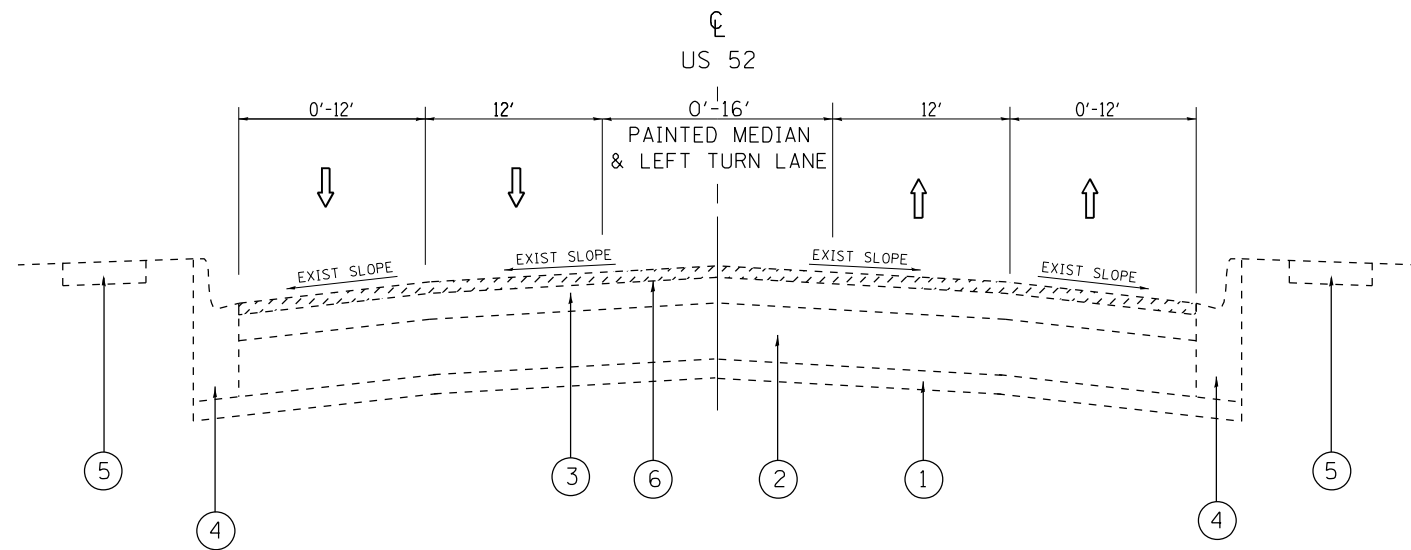 ℄
US 52
0'-12'
12'
0'-16'
12'
0'-12'
PAINTED MEDIAN
& LEFT TURN LANE
EXIST SLOPE
EXIST SLOPE
EXIST SLOPE
EXIST SLOPE
5
4
3
6
2
1
4
5